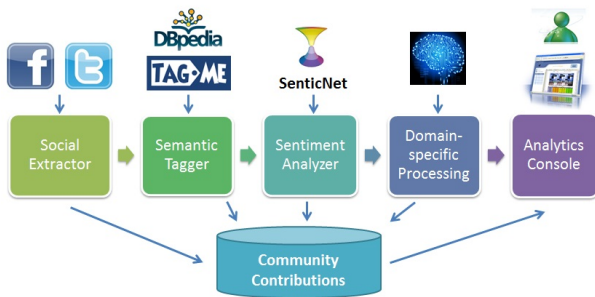 DBpedia
TAG•ME
SenticNet
f
t
Social
Extractor
Semantic
Tagger
Sentiment
Analyzer
Domain-
specific
Processing
Analytics
Console
Community
Contributions